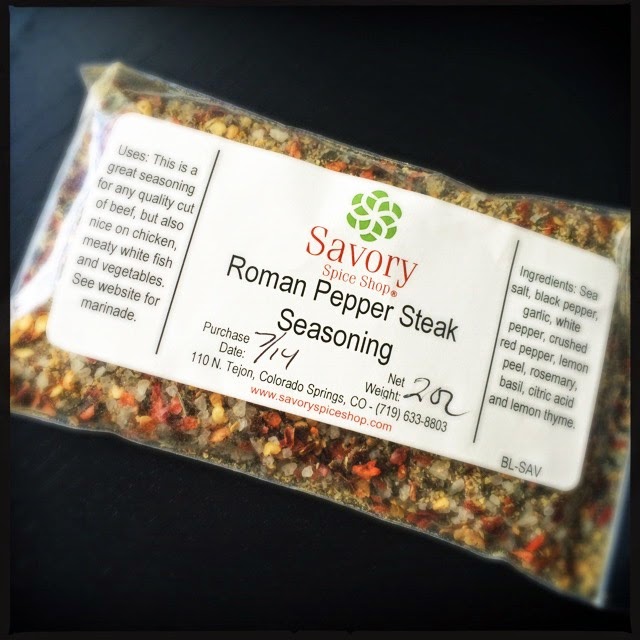 Uses: This is a
great seasoning
for any quality cut
of beef, but also
nice on chicken,
meaty white fish
and vegetables.
See website for
marinade.
Savory
Spice Shop®
Roman Pepper Steak
Seasoning
Purchase
Date: 7/14
Net
Weight: 2oz
110 N. Tejon, Colorado Springs, CO - (719) 633-8803
www.savoryspiceshop.com
Ingredients: Sea
salt, black pepper,
garlic, white
pepper, crushed
red pepper, lemon
peel, rosemary,
basil, citric acid
and lemon thyme.
BL-SAV